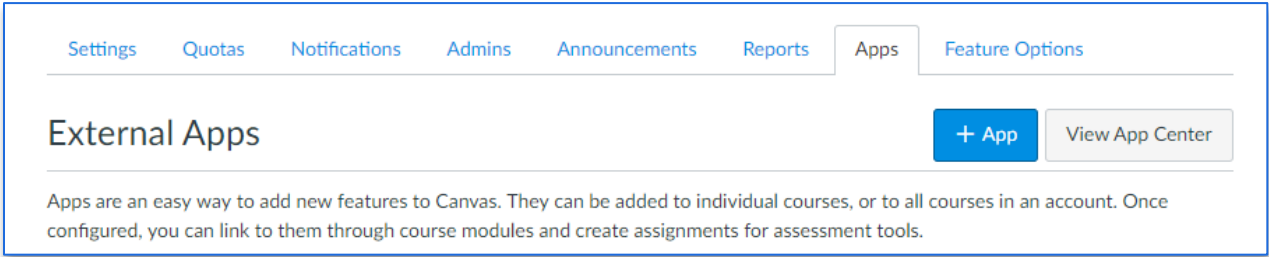 Settings Quotas Notifications Admins Announcements Reports Apps Feature Options
External Apps + App View App Center
Apps are an easy way to add new features to Canvas. They can be added to individual courses, or to all courses in an account. Once
configured, you can link to them through course modules and create assignments for assessment tools.